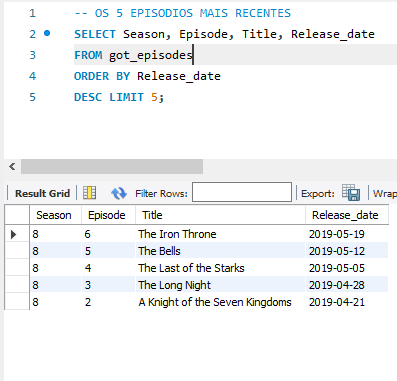 1 -- OS 5 EPISODIOS MAIS RECENTES
2 SELECT Season, Episode, Title, Release_date
3 FROM got_episodes
4 ORDER BY Release_date
5 DESC LIMIT 5;
Result Grid Filter Rows: Export: Wrap
Season Episode Title Release_date
8 6 The Iron Throne 2019-05-19
8 5 The Bells 2019-05-12
8 4 The Last of the Starks 2019-05-05
8 3 The Long Night 2019-04-28
8 2 A Knight of the Seven Kingdoms 2019-04-21